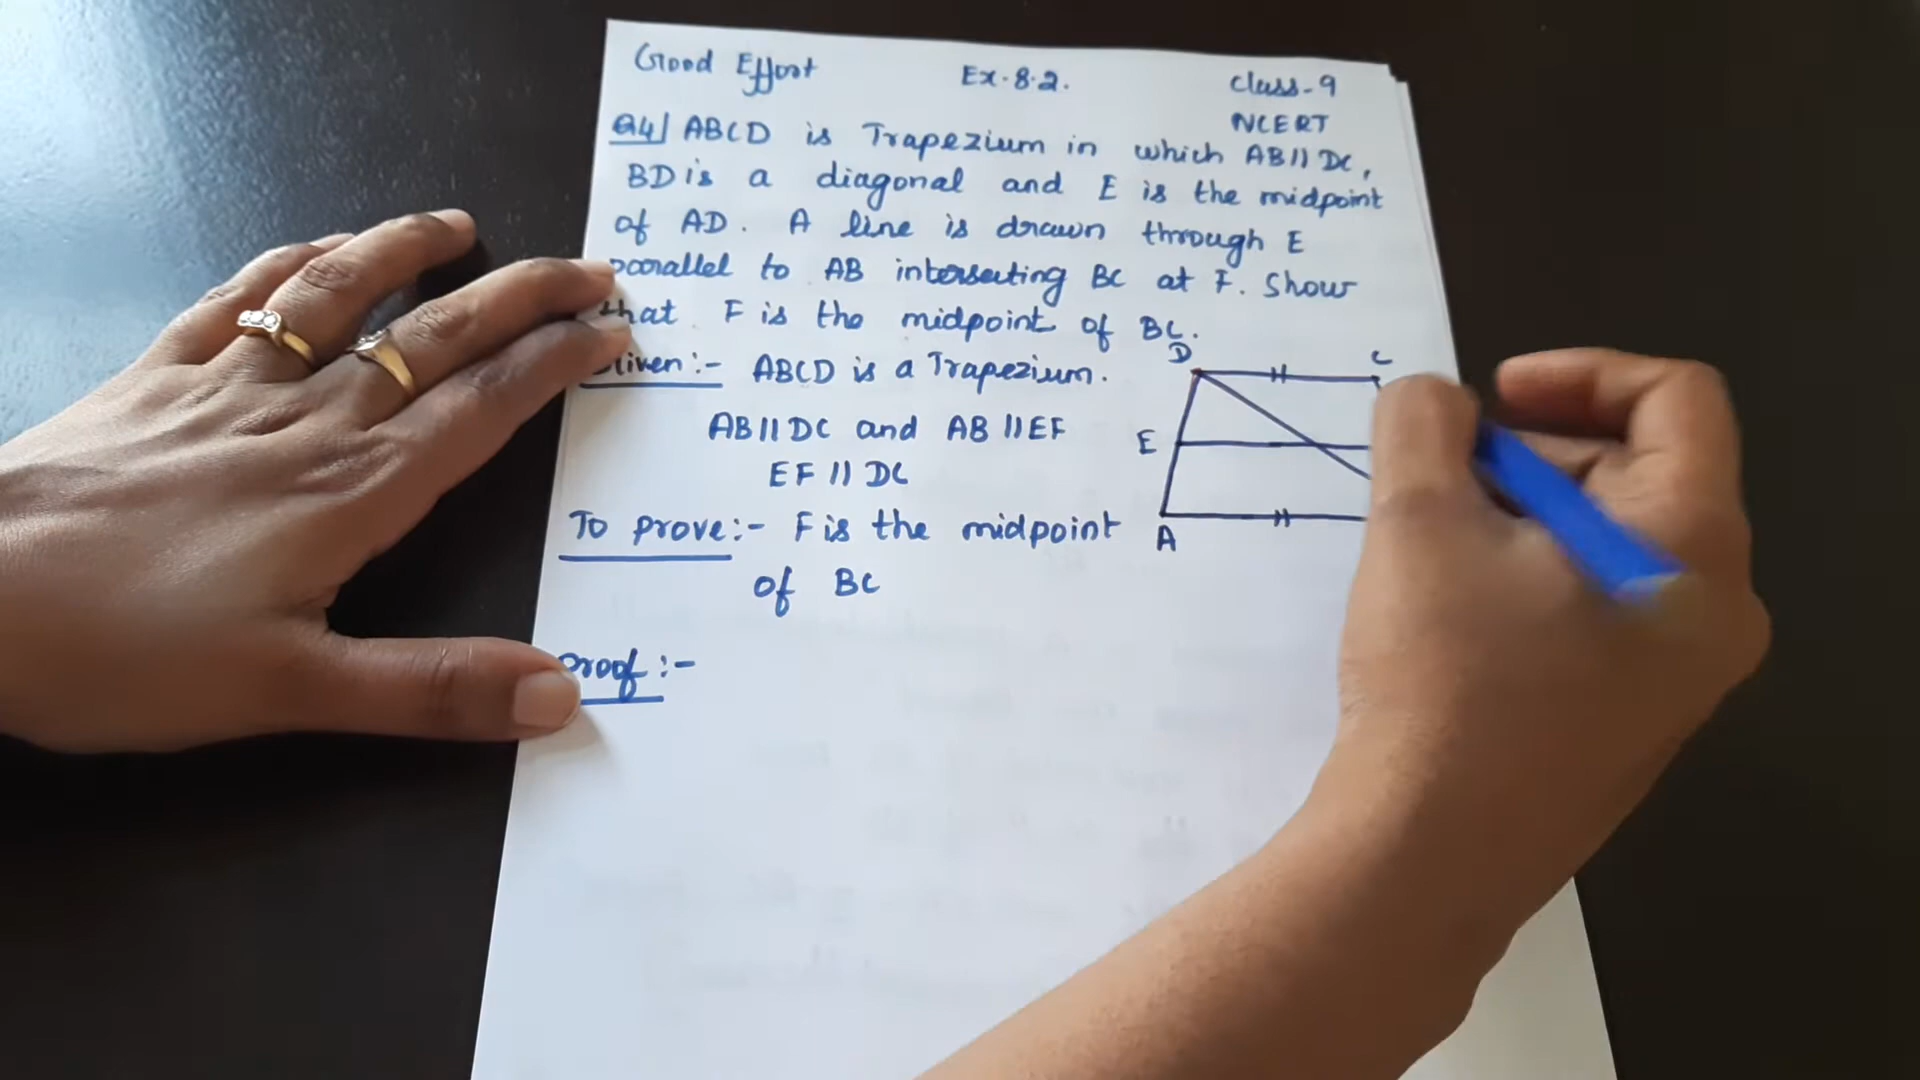 Good Effort Ex. 8.2. Class-9
NCERT
Q4/ ABCD is Trapezium in which AB || DC,
BD is a diagonal and E is the midpoint
of AD. A line is drawn through E
parallel to AB intersecting BC at F. Show
that F is the midpoint of BC.
Given :- ABCD is a Trapezium.
AB || DC and AB || EF
EF || DC
To prove :- F is the midpoint
of BC
Proof :-
D C
E
A